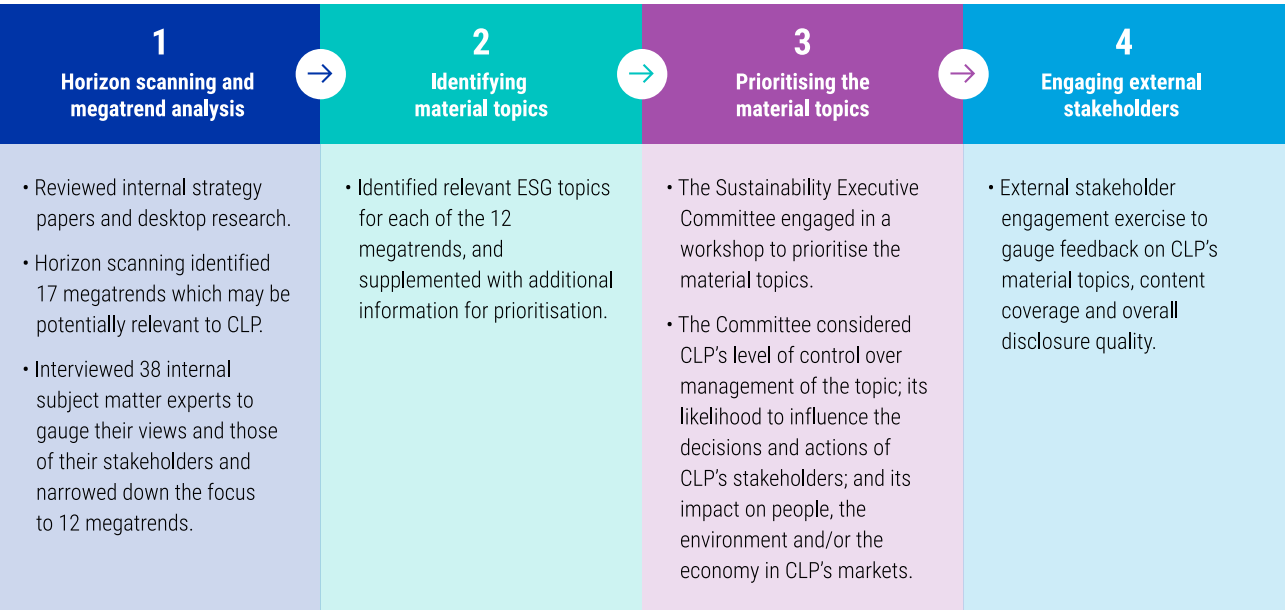 1
Horizon scanning and
megatrend analysis
• Reviewed internal strategy
papers and desktop research.
• Horizon scanning identified
17 megatrends which may be
potentially relevant to CLP.
• Interviewed 38 internal
subject matter experts to
gauge their views and those
of their stakeholders and
narrowed down the focus
to 12 megatrends.
2
Identifying
material topics
• Identified relevant ESG topics
for each of the 12
megatrends, and
supplemented with additional
information for prioritisation.
3
Prioritising the
material topics
• The Sustainability Executive
Committee engaged in a
workshop to prioritise the
material topics.
• The Committee considered
CLP’s level of control over
management of the topic; its
likelihood to influence the
decisions and actions of
CLP’s stakeholders; and its
impact on people, the
environment and/or the
economy in CLP’s markets.
4
Engaging external
stakeholders
• External stakeholder
engagement exercise to
gauge feedback on CLP’s
material topics, content
coverage and overall
disclosure quality.